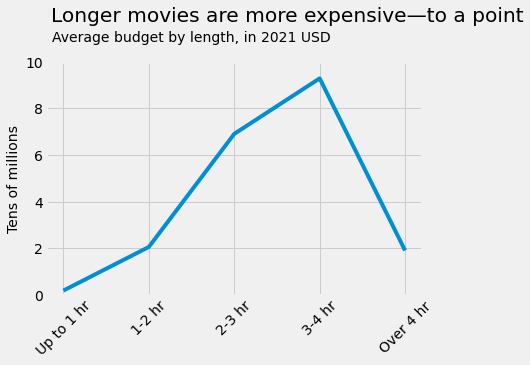 Longer movies are more expensive—to a point
Average budget by length, in 2021 USD
Tens of millions
10
8
6
4
2
0
Up to 1 hr
1-2 hr
2-3 hr
3-4 hr
Over 4 hr